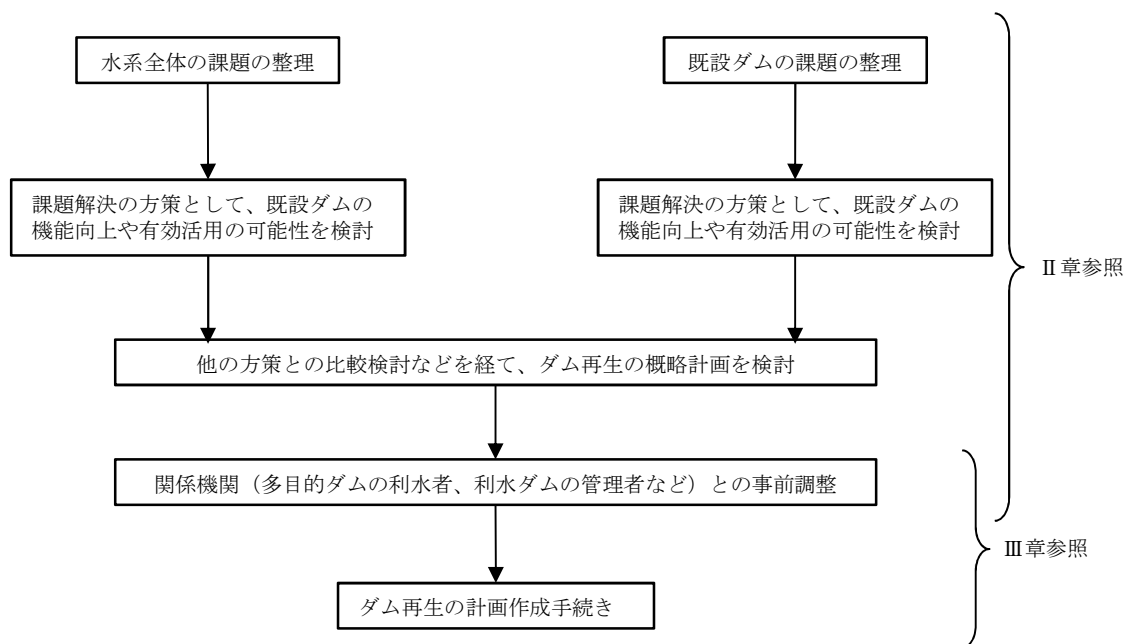 水系全体の課題の整理
既設ダムの課題の整理
課題解決の方策として、既設ダムの
機能向上や有効活用の可能性を検討
課題解決の方策として、既設ダムの
機能向上や有効活用の可能性を検討
Ⅱ章参照
他の方策との比較検討などを経て、ダム再生の概略計画を検討
関係機関（多目的ダムの利水者、利水ダムの管理者など）との事前調整
Ⅲ章参照
ダム再生の計画作成手続き